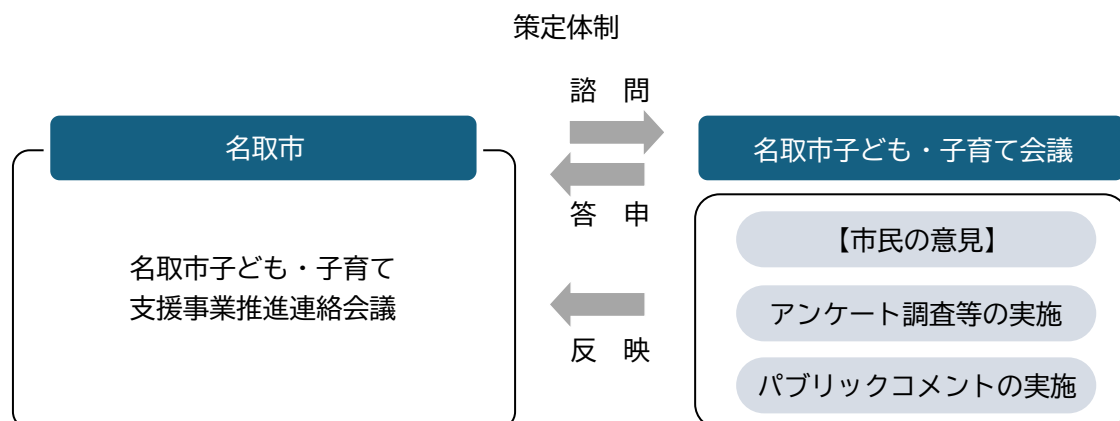 策定体制
諮　問
名取市
名取市子ども・子育て会議
答　申
【市民の意見】
名取市子ども・子育て
支援事業推進連絡会議
アンケート調査等の実施
反　映
パブリックコメントの実施